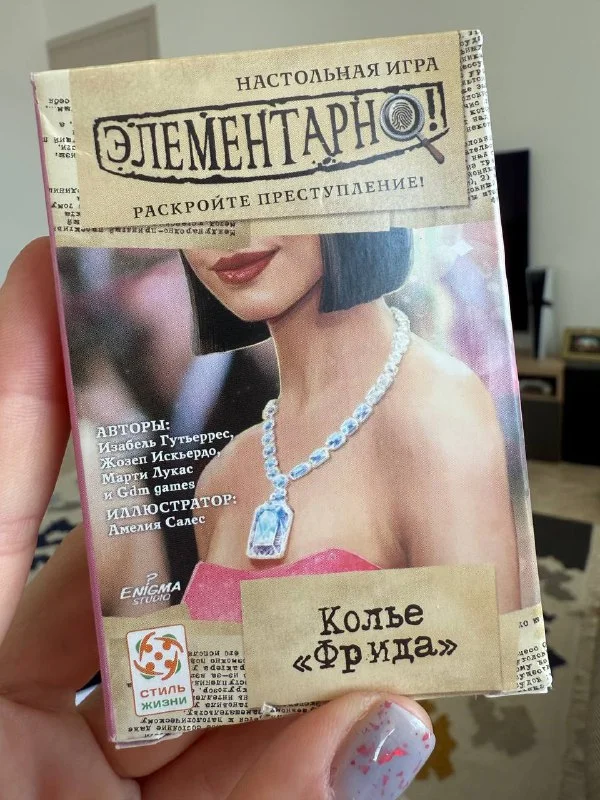 НАСТОЛЬНАЯ ИГРА
ЭЛЕМЕНТАРНО!
РАСКРОЙТЕ ПРЕСТУПЛЕНИЕ!
АВТОРЫ:
Изабель Гутьеррес,
Жозеп Искьердо,
Марти Лукас
и Gdm games
ИЛЛЮСТРАТОР:
Амелия Салес
ENIGMA
STUDIO
СТИЛЬ
ЖИЗНИ
Колье
«Фрида»